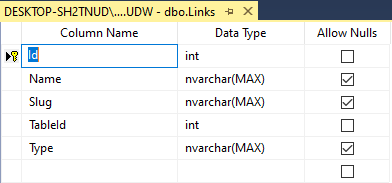 DESKTOP-SH2TNUD\....UDW - dbo.Links
Column Name Data Type Allow Nulls
Id int
Name nvarchar(MAX)
Slug nvarchar(MAX)
TableId int
Type nvarchar(MAX)